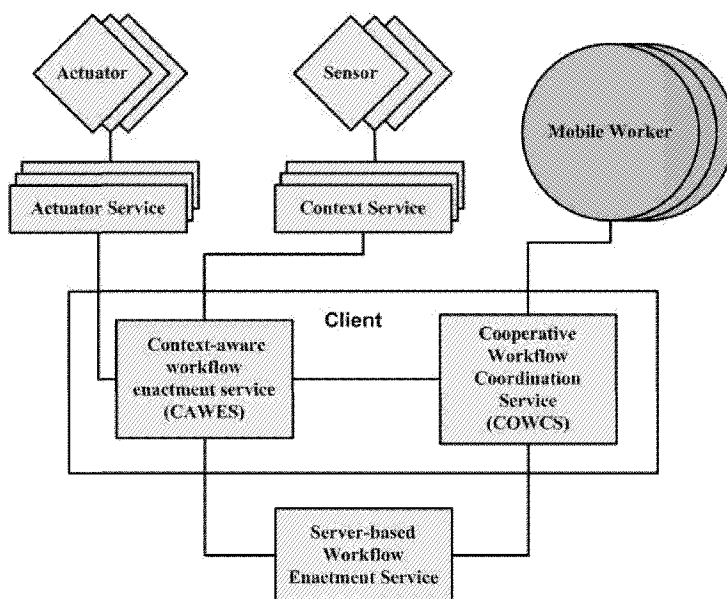 Actuator
Sensor
Mobile Worker
Actuator Service
Context Service
Client
Context-aware
workflow
enactment service
(CAWES)
Cooperative
Workflow
Coordination
Service
(COWCS)
Server-based
Workflow
Enactment Service